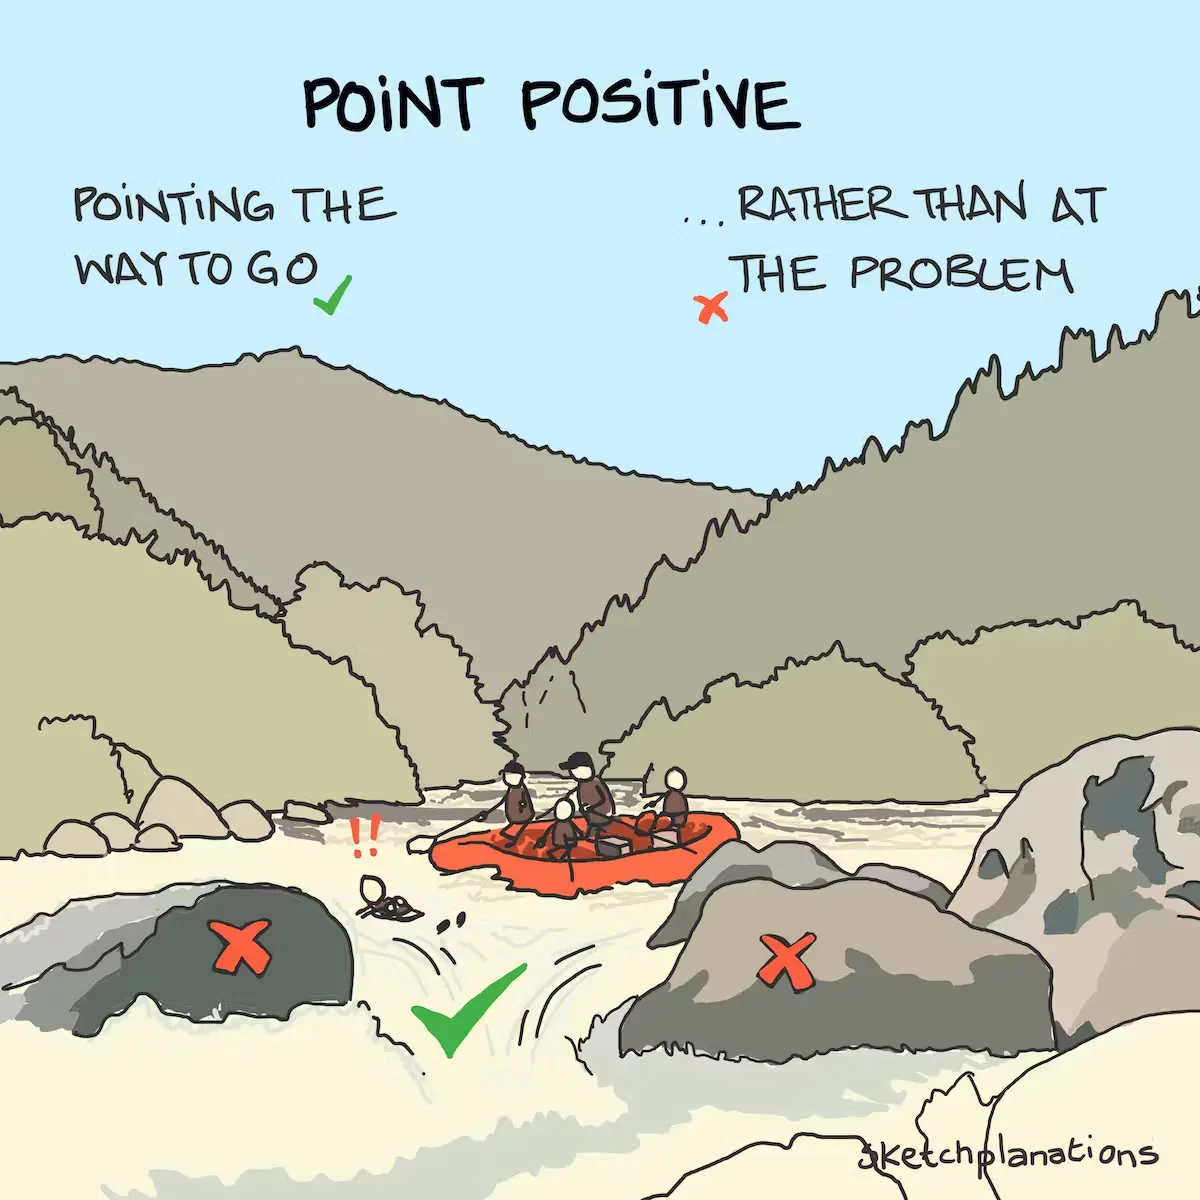 POINT POSITIVE
POINTING THE
WAY TO GO
... RATHER THAN AT
THE PROBLEM
!!
sketchplanations